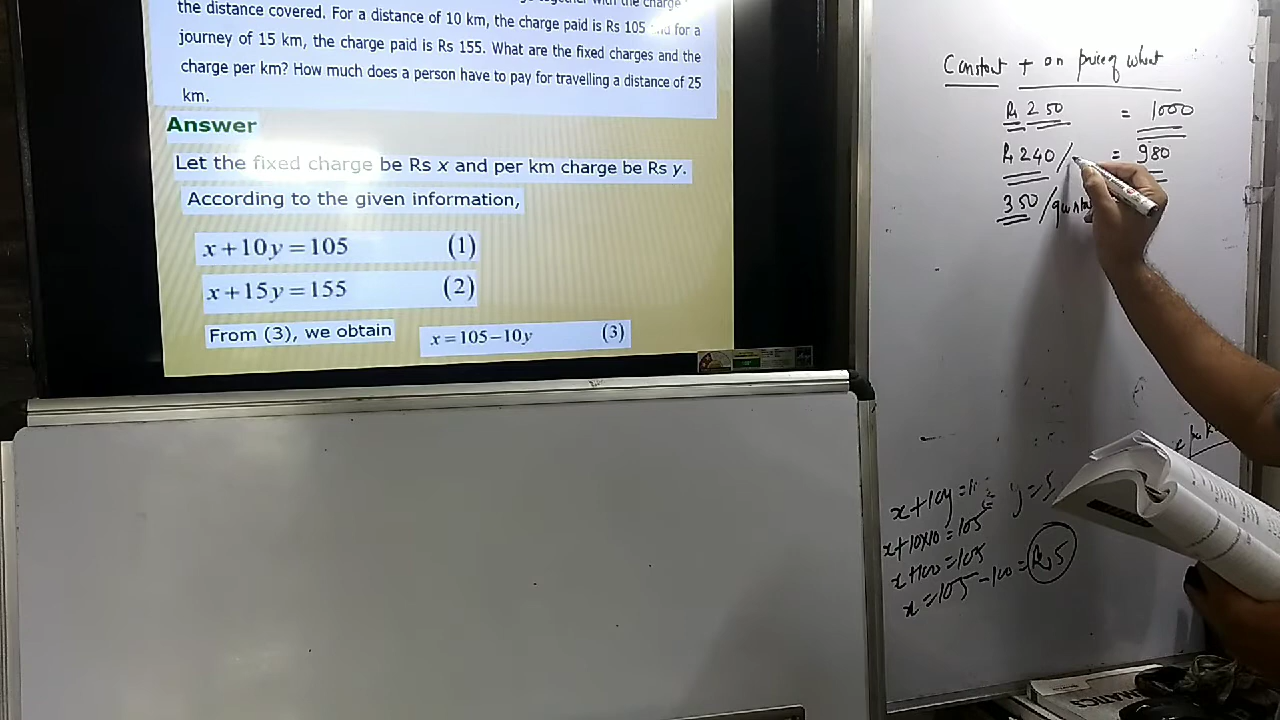 the distance covered. For a distance of 10 km, the charge paid is Rs 105 and for a
journey of 15 km, the charge paid is Rs 155. What are the fixed charges and the
charge per km? How much does a person have to pay for travelling a distance of 25
km.
Answer
Let the fixed charge be Rs x and per km charge be Rs y.
According to the given information,
x+10y=105 (1)
x+15y=155 (2)
From (3), we obtain x=105−10y (3)
Constant + on price of wheat
Rs 250 = 1000
Rs 240/ = 980
350/
x+10y=
x+10×10=105
x+100=105
x=105-100=Rs 5